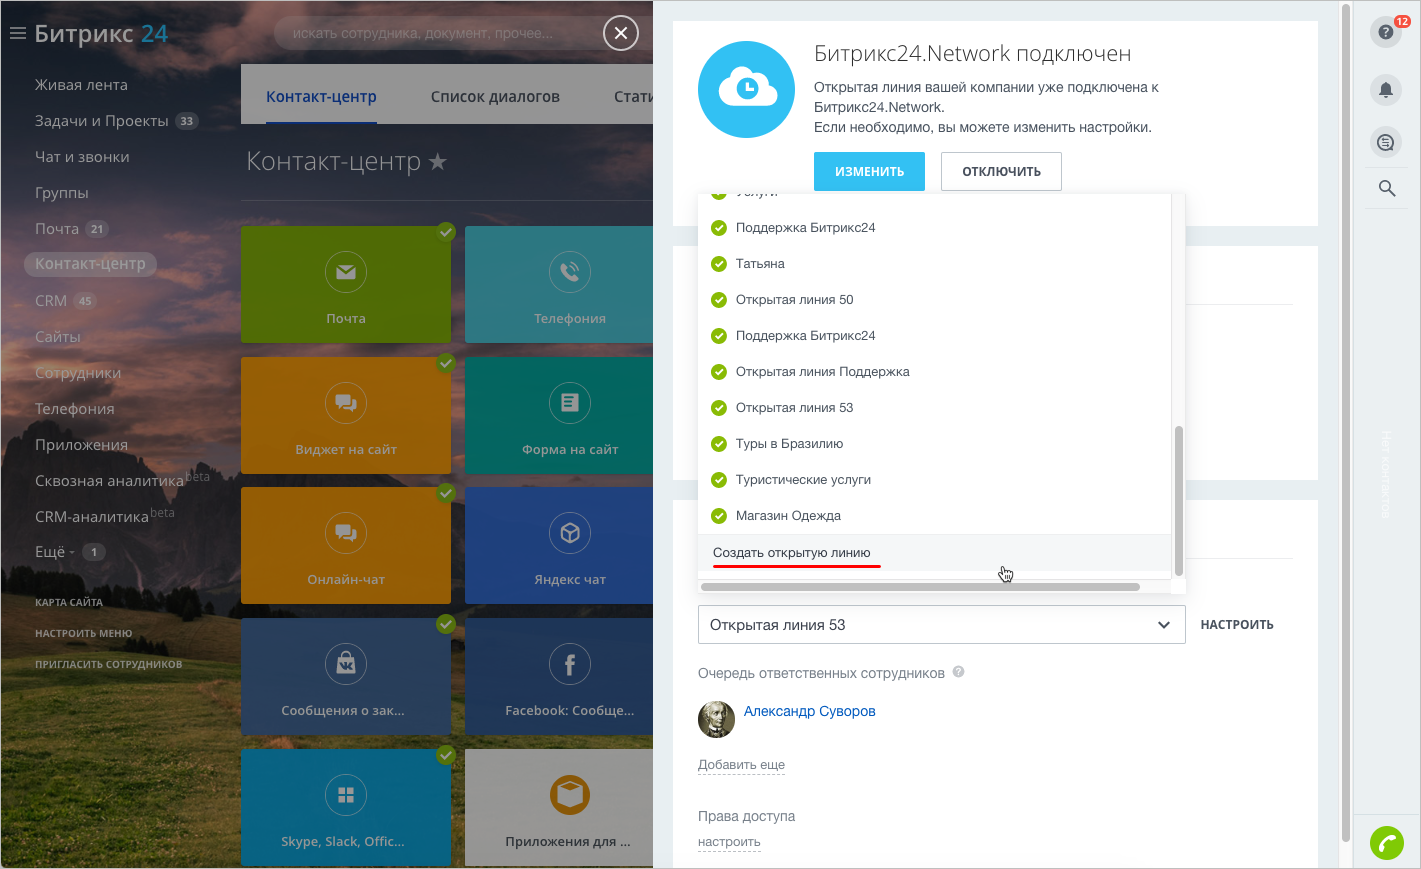 Битрикс 24
искать сотрудника, документ, прочее...
Живая лента
Задачи и Проекты 33
Чат и звонки
Группы
Почта 21
Контакт-центр
CRM 45
Сайты
Сотрудники
Телефония
Приложения
Сквозная аналитика beta
CRM-аналитика beta
Ещё 1
КАРТА САЙТА
НАСТРОИТЬ МЕНЮ
ПРИГЛАСИТЬ СОТРУДНИКОВ
Контакт-центр Список диалогов Стати
Контакт-центр
Почта
Телефония
Виджет на сайт
Форма на сайт
Онлайн-чат
Яндекс чат
Сообщения о зак...
Facebook: Сообще...
Skype, Slack, Offic...
Приложения для ...
Битрикс24.Network подключен
Открытая линия вашей компании уже подключена к
Битрикс24.Network.
Если необходимо, вы можете изменить настройки.
ИЗМЕНИТЬ ОТКЛЮЧИТЬ
Услуги
Поддержка Битрикс24
Татьяна
Открытая линия 50
Поддержка Битрикс24
Открытая линия Поддержка
Открытая линия 53
Туры в Бразилию
Туристические услуги
Магазин Одежда
Создать открытую линию
Открытая линия 53 НАСТРОИТЬ
Очередь ответственных сотрудников ?
Александр Суворов
Добавить еще
Права доступа
настроить
? 12
Нет контактов